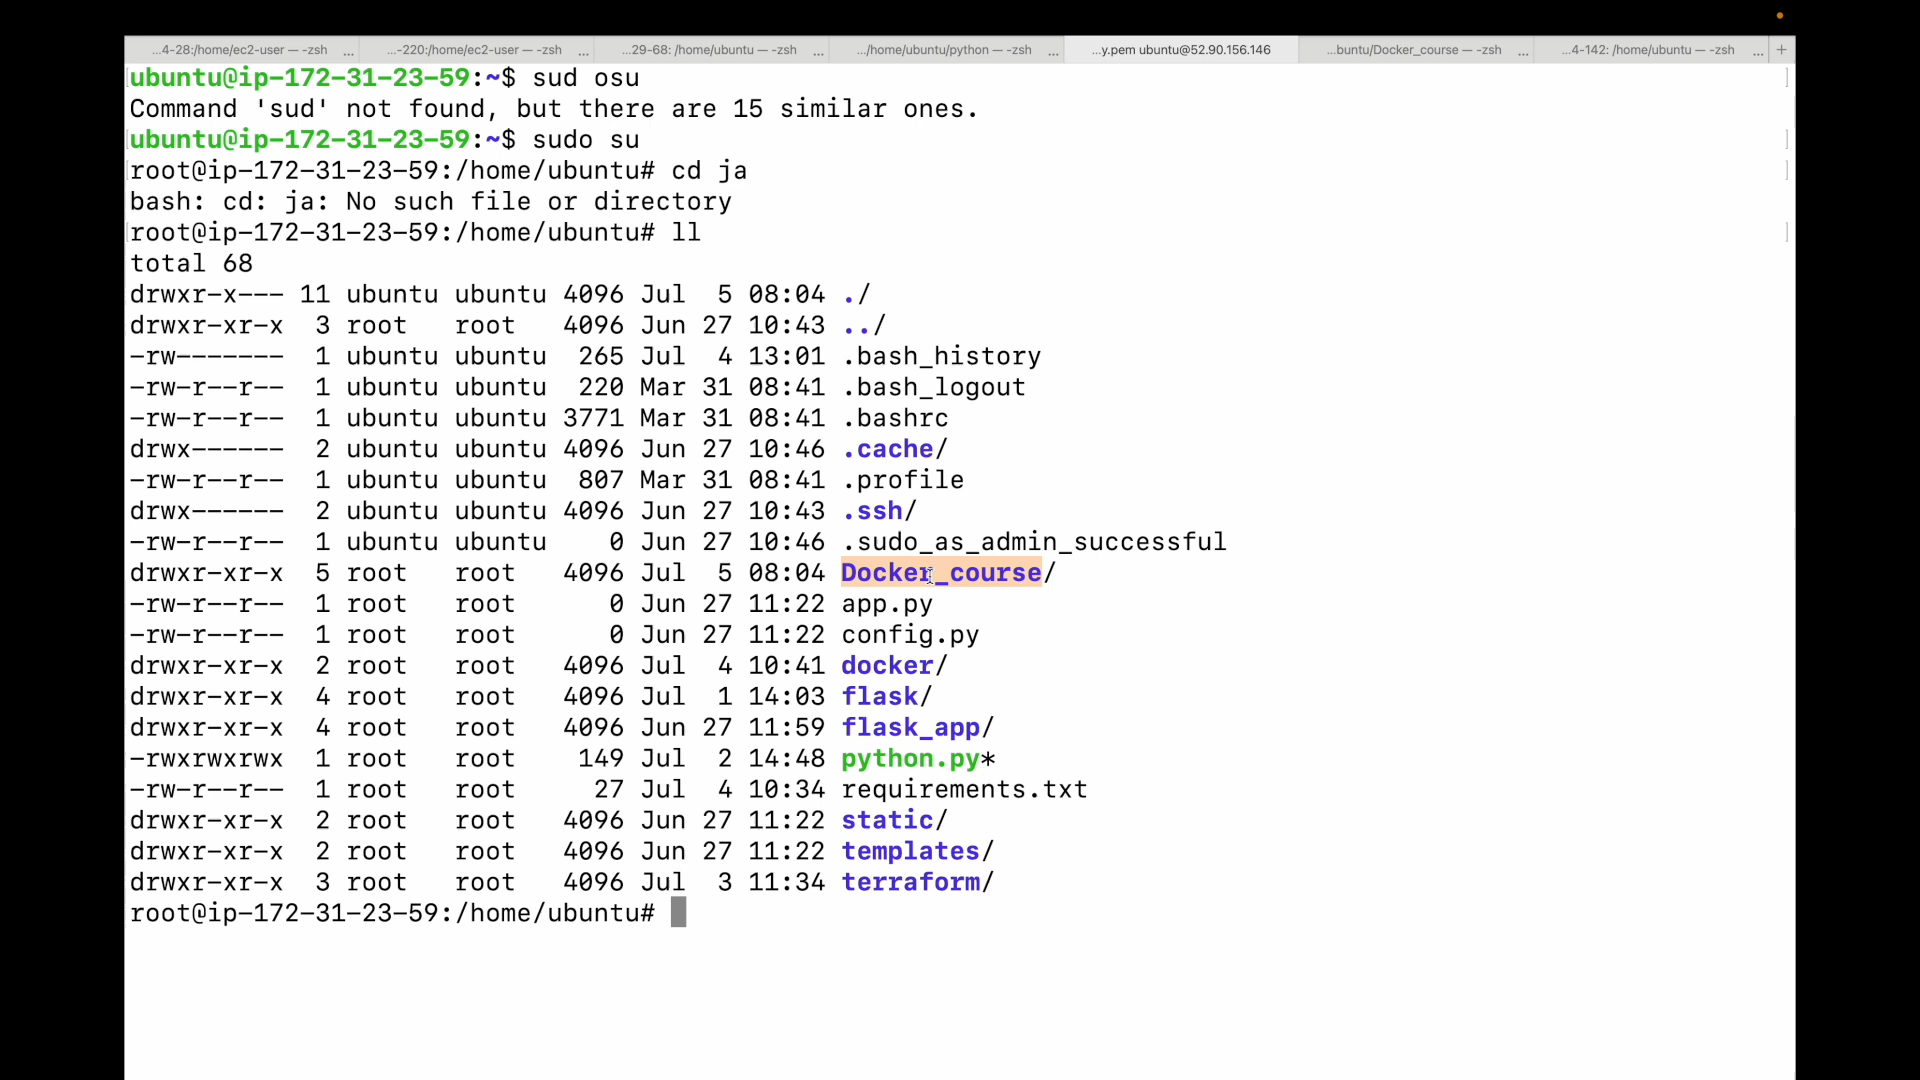 ...4-28:/home/ec2-user — -zsh ... ...-220:/home/ec2-user — -zsh ... ...29-68: /home/ubuntu — -zsh ... .../home/ubuntu/python — -zsh ... ...y.pem ubuntu@52.90.156.146 ...buntu/Docker_course — -zsh ... ...4-142: /home/ubuntu — -zsh ... +
ubuntu@ip-172-31-23-59:~$ sud osu
Command 'sud' not found, but there are 15 similar ones.
ubuntu@ip-172-31-23-59:~$ sudo su
root@ip-172-31-23-59:/home/ubuntu# cd ja
bash: cd: ja: No such file or directory
root@ip-172-31-23-59:/home/ubuntu# ll
total 68
drwxr-x--- 11 ubuntu ubuntu 4096 Jul  5 08:04 ./
drwxr-xr-x  3 root   root   4096 Jun 27 10:43 ../
-rw-------  1 ubuntu ubuntu  265 Jul  4 13:01 .bash_history
-rw-r--r--  1 ubuntu ubuntu  220 Mar 31 08:41 .bash_logout
-rw-r--r--  1 ubuntu ubuntu 3771 Mar 31 08:41 .bashrc
drwx------  2 ubuntu ubuntu 4096 Jun 27 10:46 .cache/
-rw-r--r--  1 ubuntu ubuntu  807 Mar 31 08:41 .profile
drwx------  2 ubuntu ubuntu 4096 Jun 27 10:43 .ssh/
-rw-r--r--  1 ubuntu ubuntu    0 Jun 27 10:46 .sudo_as_admin_successful
drwxr-xr-x  5 root   root   4096 Jul  5 08:04 Docker_course/
-rw-r--r--  1 root   root      0 Jun 27 11:22 app.py
-rw-r--r--  1 root   root      0 Jun 27 11:22 config.py
drwxr-xr-x  2 root   root   4096 Jul  4 10:41 docker/
drwxr-xr-x  4 root   root   4096 Jul  1 14:03 flask/
drwxr-xr-x  4 root   root   4096 Jun 27 11:59 flask_app/
-rwxrwxrwx  1 root   root    149 Jul  2 14:48 python.py*
-rw-r--r--  1 root   root     27 Jul  4 10:34 requirements.txt
drwxr-xr-x  2 root   root   4096 Jun 27 11:22 static/
drwxr-xr-x  2 root   root   4096 Jun 27 11:22 templates/
drwxr-xr-x  3 root   root   4096 Jul  3 11:34 terraform/
root@ip-172-31-23-59:/home/ubuntu#